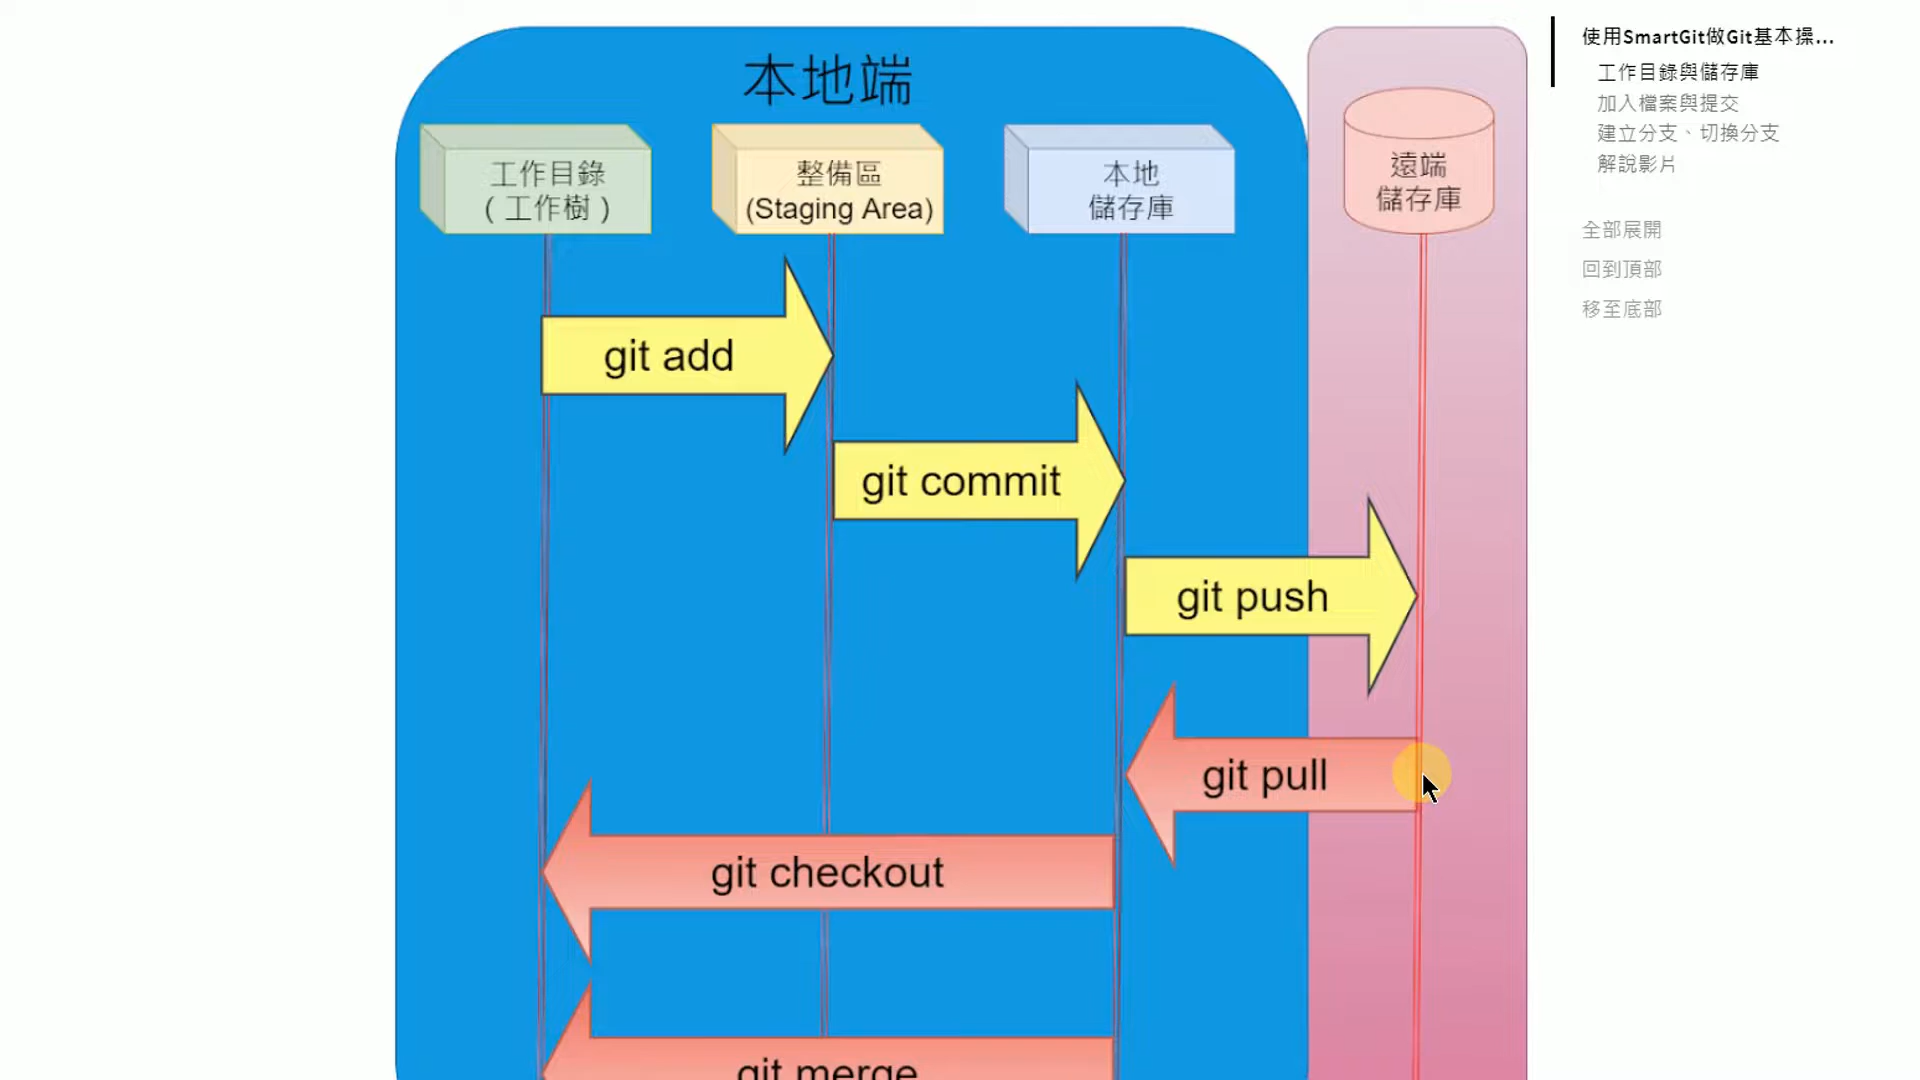 本地端
工作目錄
(工作樹)
整備區
(Staging Area)
本地
儲存庫
遠端
儲存庫
git add
git commit
git push
git pull
git checkout
git merge
使用SmartGit做Git基本操...
工作目錄與儲存庫
加入檔案與提交
建立分支、切換分支
解說影片
全部展開
回到頂部
移至底部